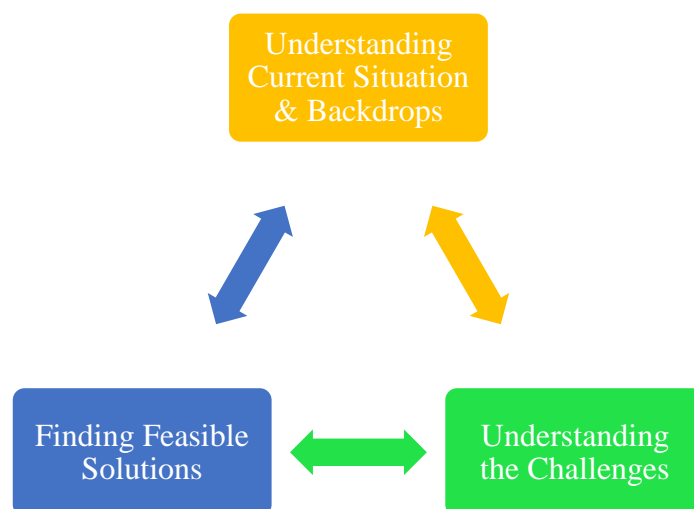 Understanding
Current Situation
& Backdrops
Finding Feasible
Solutions
Understanding
the Challenges